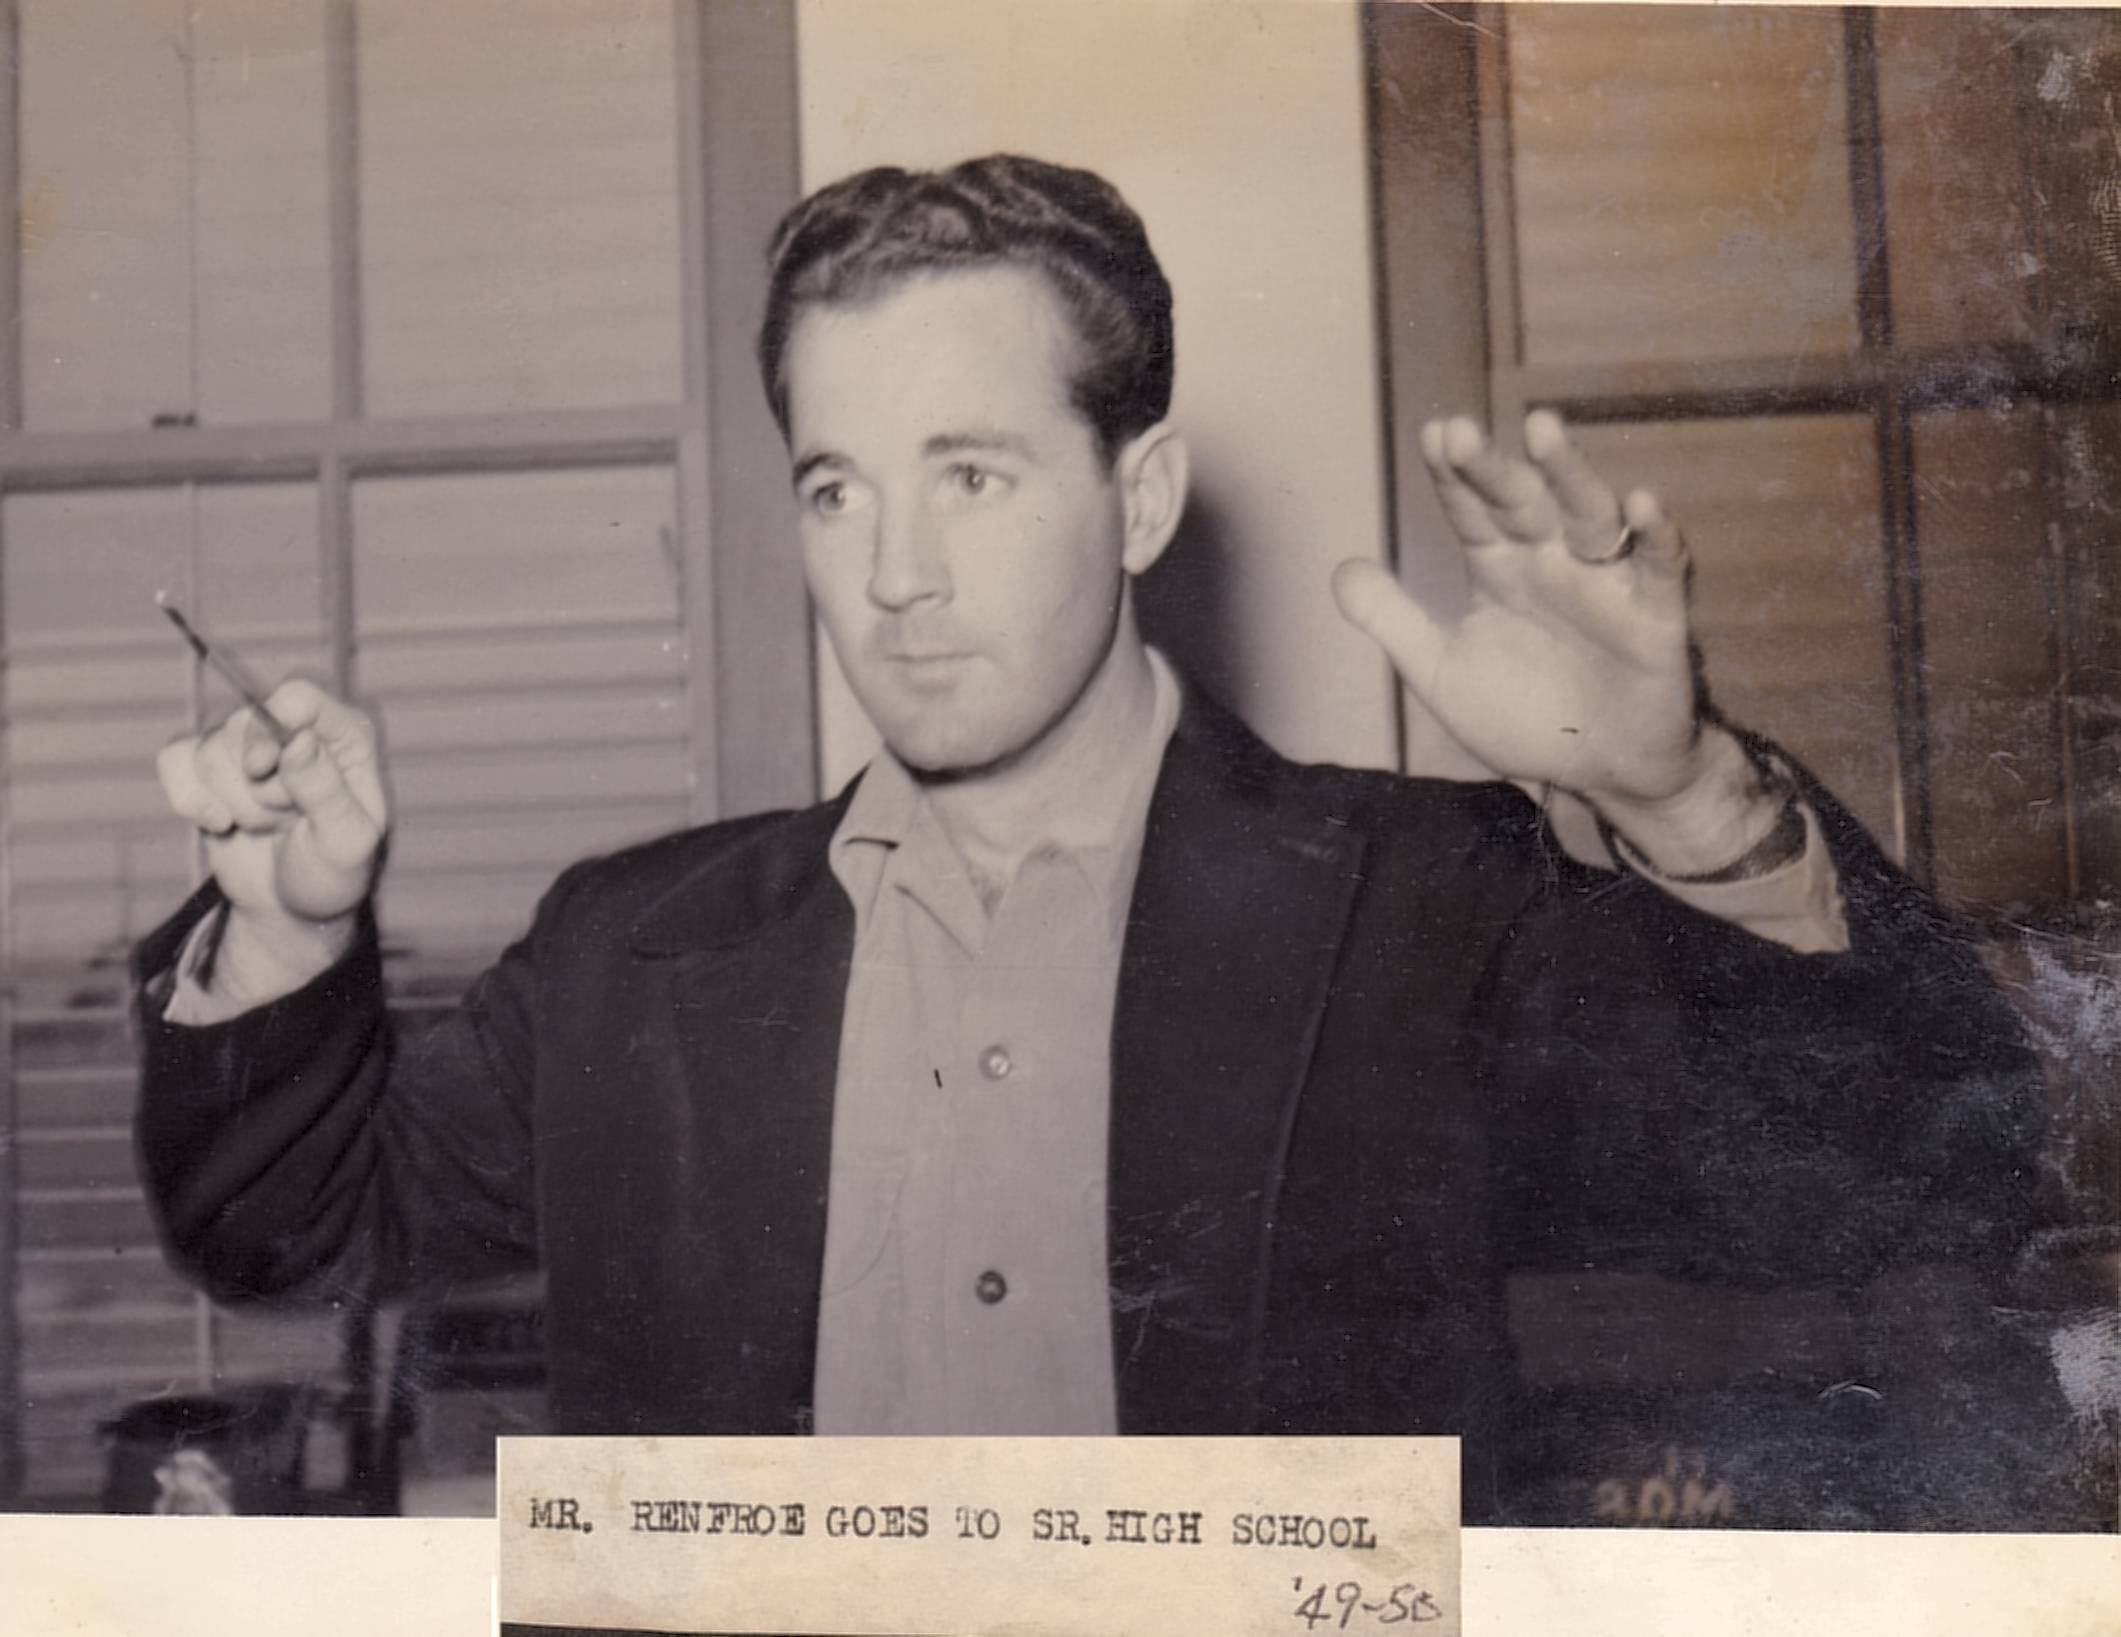 MR. RENFROE GOES TO SR. HIGH SCHOOL
'49-50